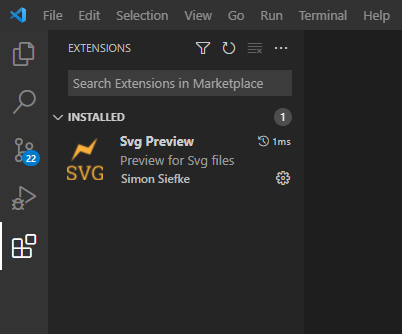 File Edit Selection View Go Run Terminal Help
EXTENSIONS
Search Extensions in Marketplace
INSTALLED 1
Svg Preview 1ms
Preview for Svg files
SVG
Simon Siefke
22